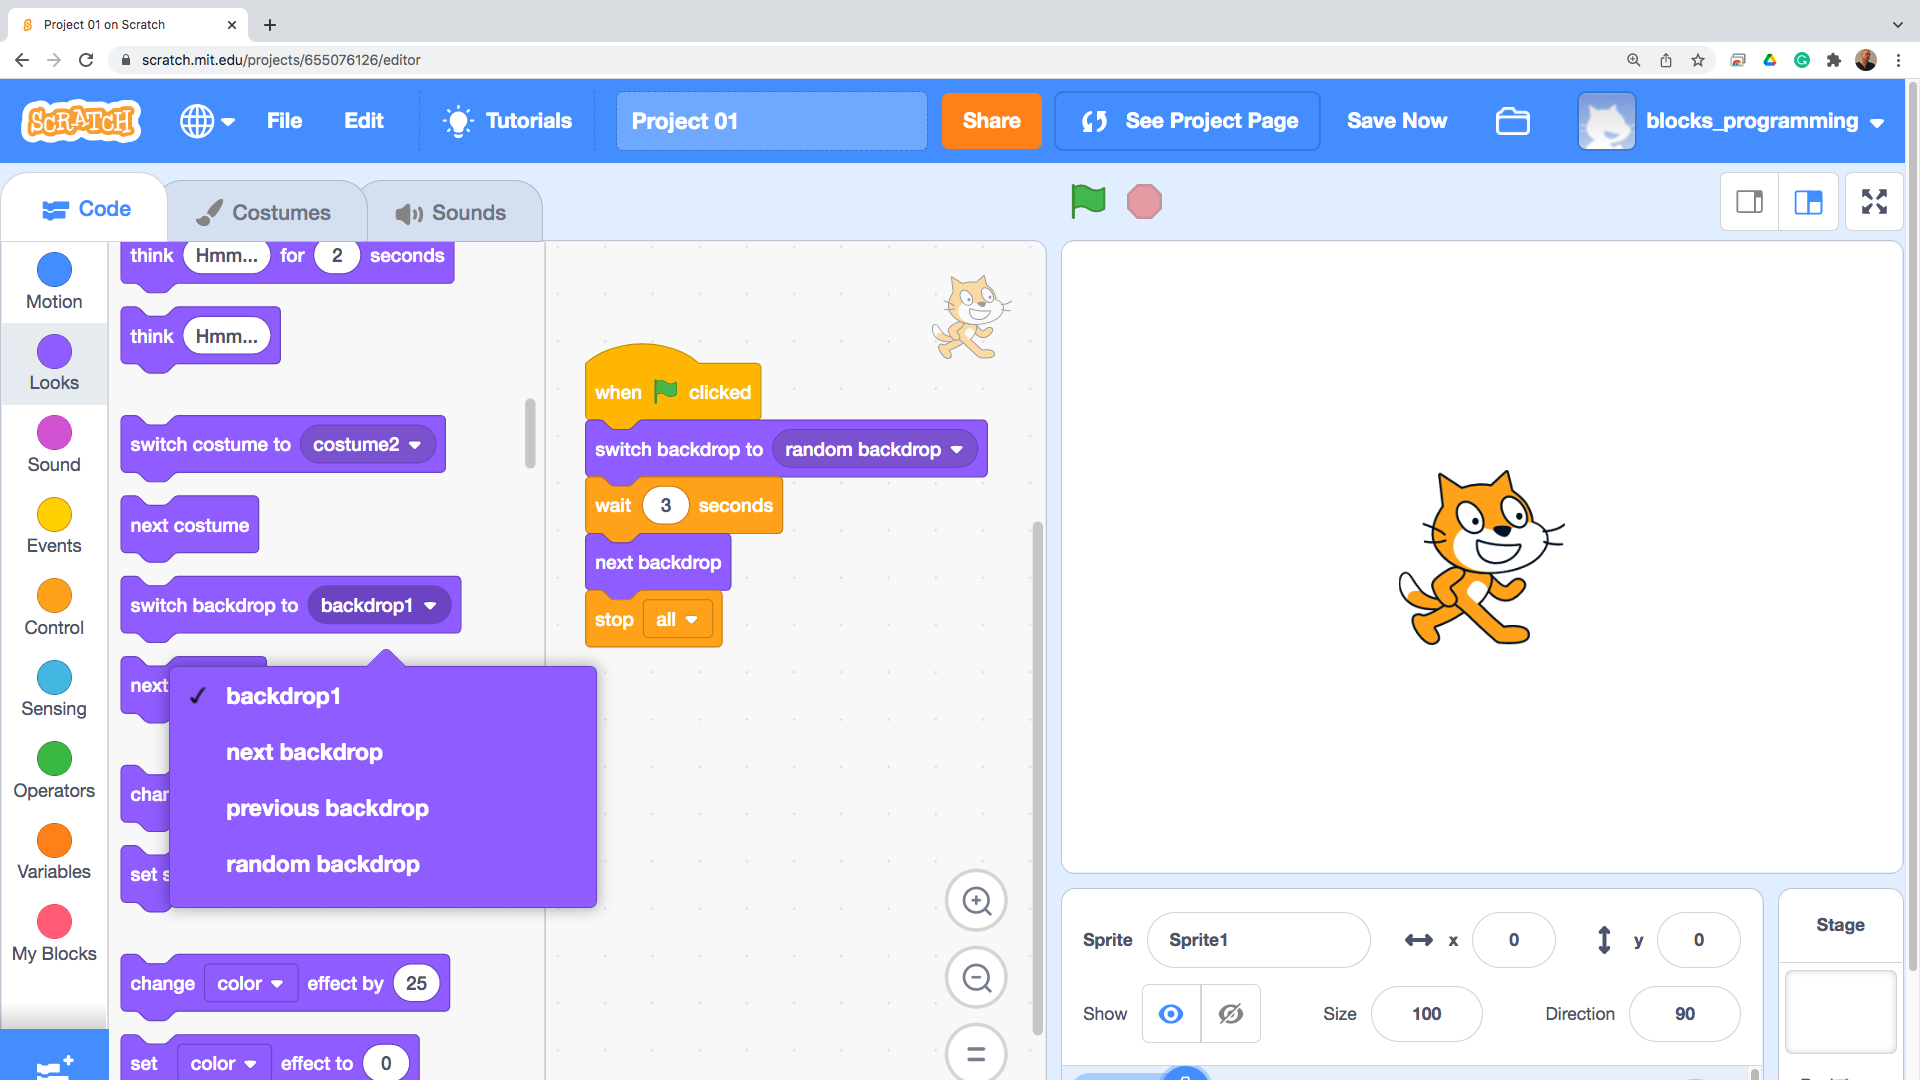 Project 01 on Scratch
scratch.mit.edu/projects/655076126/editor
SCRATCH
File
Edit
Tutorials
Project 01
Share
See Project Page
Save Now
blocks_programming
Code
Costumes
Sounds
Motion
Looks
Sound
Events
Control
Sensing
Operators
Variables
My Blocks
think Hmm... for 2 seconds
think Hmm...
switch costume to costume2
next costume
switch backdrop to backdrop1
next
✓ backdrop1
next backdrop
previous backdrop
random backdrop
char
set s
change color effect by 25
set color effect to 0
when clicked
switch backdrop to random backdrop
wait 3 seconds
next backdrop
stop all
Sprite Sprite1 x 0 y 0
Show Size 100 Direction 90
Stage